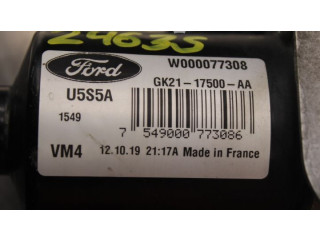 24635
Ford
W000077308
GK21-17500-AA
U5S5A
1549
7 549000 773086
VM4
12.10.19 21:17A Made in France